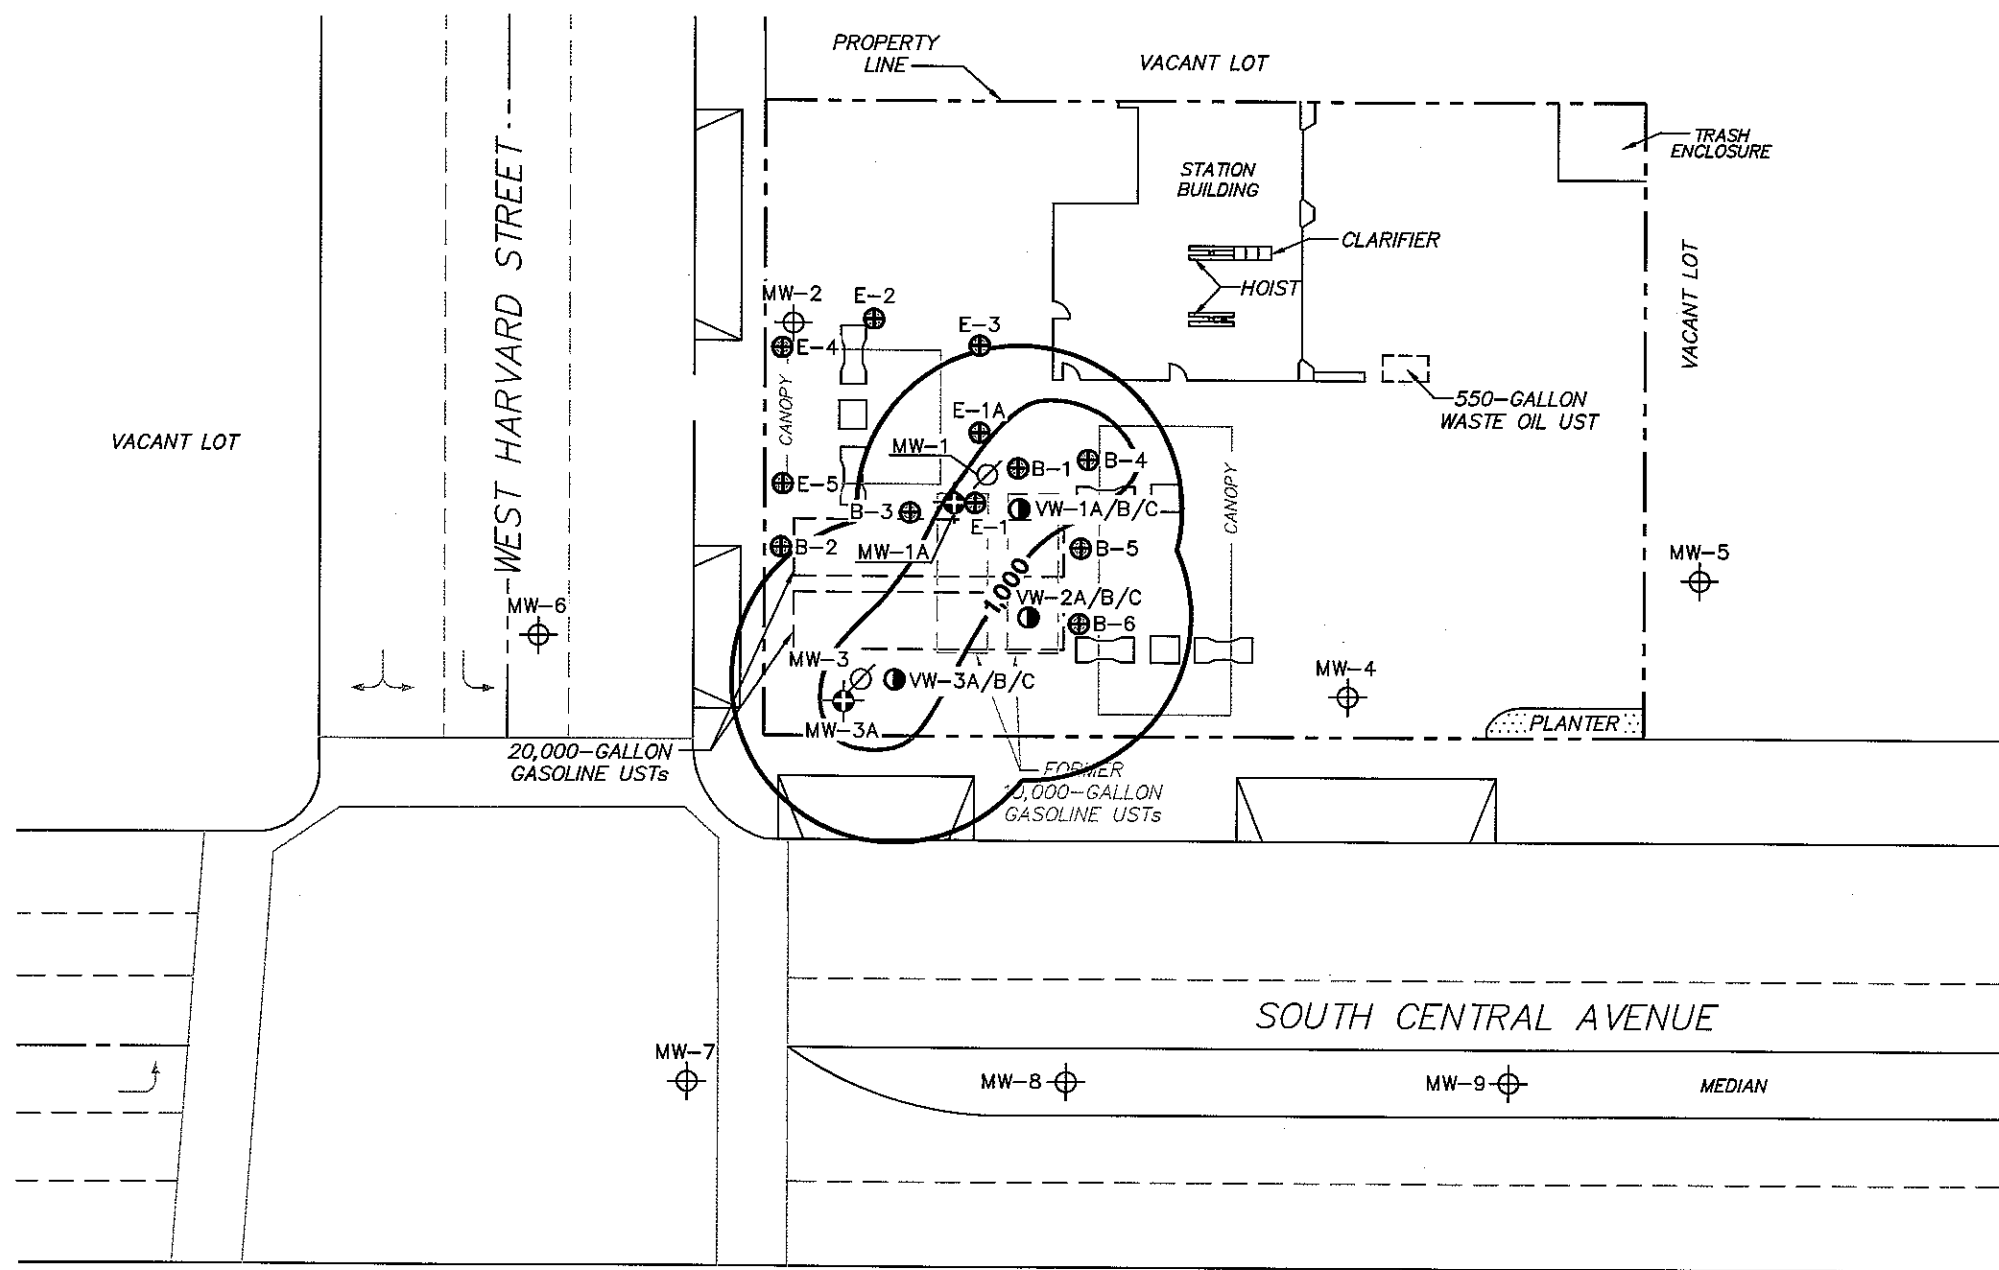 PROPERTY
LINE
VACANT LOT
TRASH
ENCLOSURE
STATION
BUILDING
CLARIFIER
HOIST
WEST HARVARD STREET
VACANT LOT
MW-2
E-2
E-3
E-4
CANOPY
550-GALLON
WASTE OIL UST
VACANT LOT
E-1A
MW-1
B-1
B-4
CANOPY
E-5
B-3
E-1
VW-1A/B/C
B-2
MW-1A
B-5
MW-5
1,000
VW-2A/B/C
MW-6
B-6
MW-3
VW-3A/B/C
MW-4
MW-3A
PLANTER
20,000-GALLON
GASOLINE USTs
FORMER
10,000-GALLON
GASOLINE USTs
SOUTH CENTRAL AVENUE
MW-7
MW-8
MW-9
MEDIAN